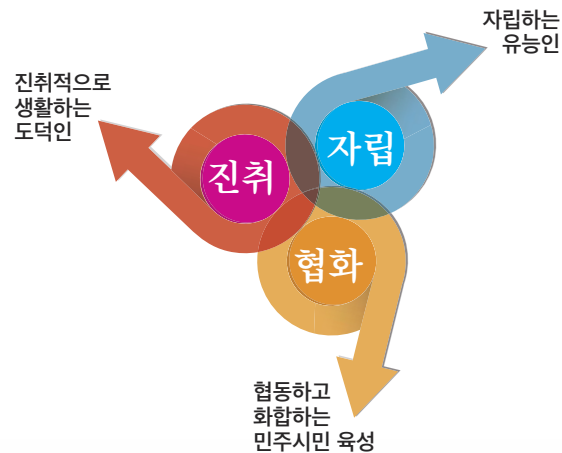 자립하는
유능인
진취적으로
생활하는
도덕인
진취
자립
협화
협동하고
화합하는
민주시민 육성